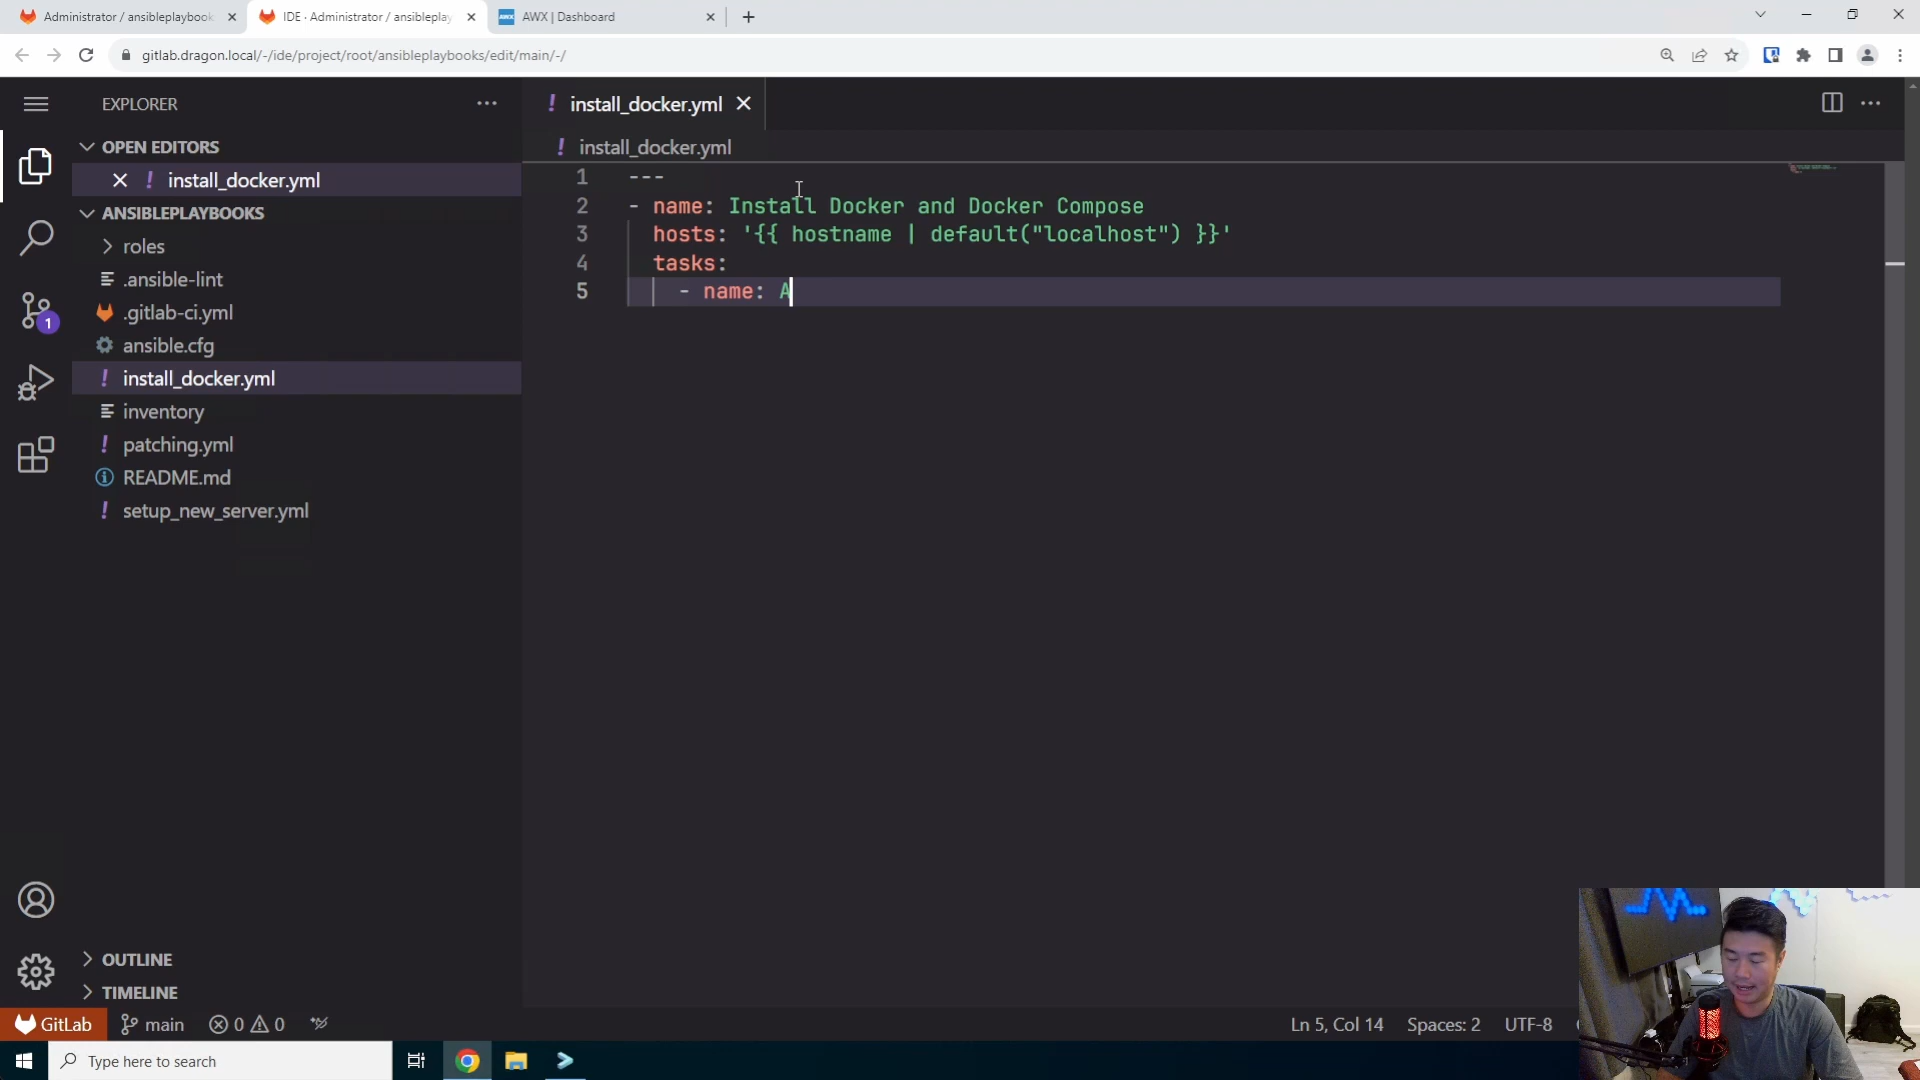 Administrator / ansibleplaybook
IDE · Administrator / ansibleplay
AWX | Dashboard
gitlab.dragon.local/-/ide/project/root/ansibleplaybooks/edit/main/-/
EXPLORER
OPEN EDITORS
install_docker.yml
ANSIBLEPLAYBOOKS
roles
.ansible-lint
.gitlab-ci.yml
ansible.cfg
install_docker.yml
inventory
patching.yml
README.md
setup_new_server.yml
OUTLINE
TIMELINE
1
install_docker.yml
install_docker.yml
1 ---
2 - name: Install Docker and Docker Compose
3 hosts: '{{ hostname | default("localhost") }}'
4 tasks:
5 - name: A
GitLab main 0 0 Ln 5, Col 14 Spaces: 2 UTF-8
Type here to search